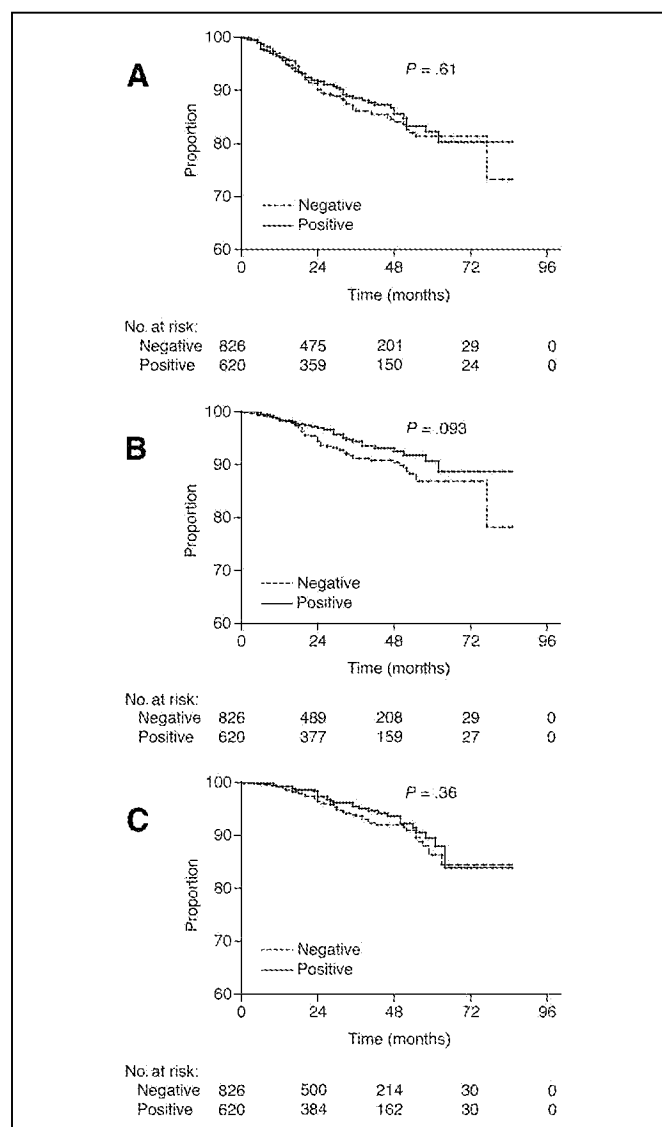 A
100
90
80
70
60
Proportion
P = .61
Negative
Positive
0 24 48 72 96
Time (months)
No. at risk:
Negative 826 475 201 29 0
Positive 620 359 150 24 0
B
100
90
80
70
60
Proportion
P = .093
Negative
Positive
0 24 48 72 96
Time (months)
No. at risk:
Negative 826 489 208 29 0
Positive 620 377 159 27 0
C
100
90
80
70
60
Proportion
P = .36
Negative
Positive
0 24 48 72 96
Time (months)
No. at risk:
Negative 826 500 214 30 0
Positive 620 384 162 30 0